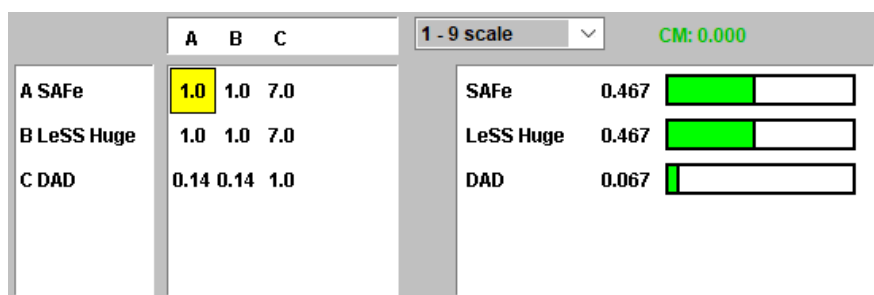 A B C 1 - 9 scale CM: 0.000
A SAFe 1.0 1.0 7.0 SAFe 0.467
B LeSS Huge 1.0 1.0 7.0 LeSS Huge 0.467
C DAD 0.14 0.14 1.0 DAD 0.067